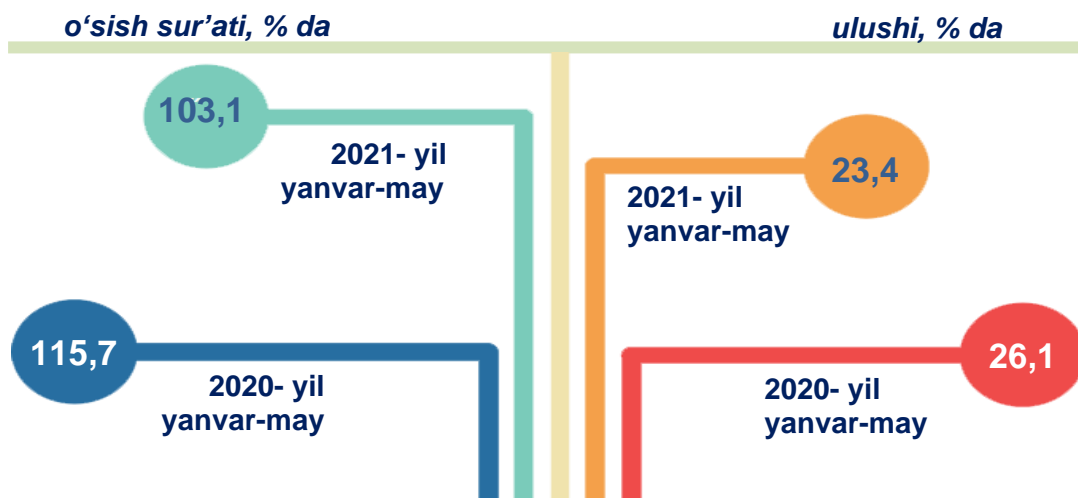 o‘sish sur’ati, % da
ulushi, % da
103,1
2021- yil
yanvar-may
23,4
2021- yil
yanvar-may
115,7
2020- yil
yanvar-may
26,1
2020- yil
yanvar-may